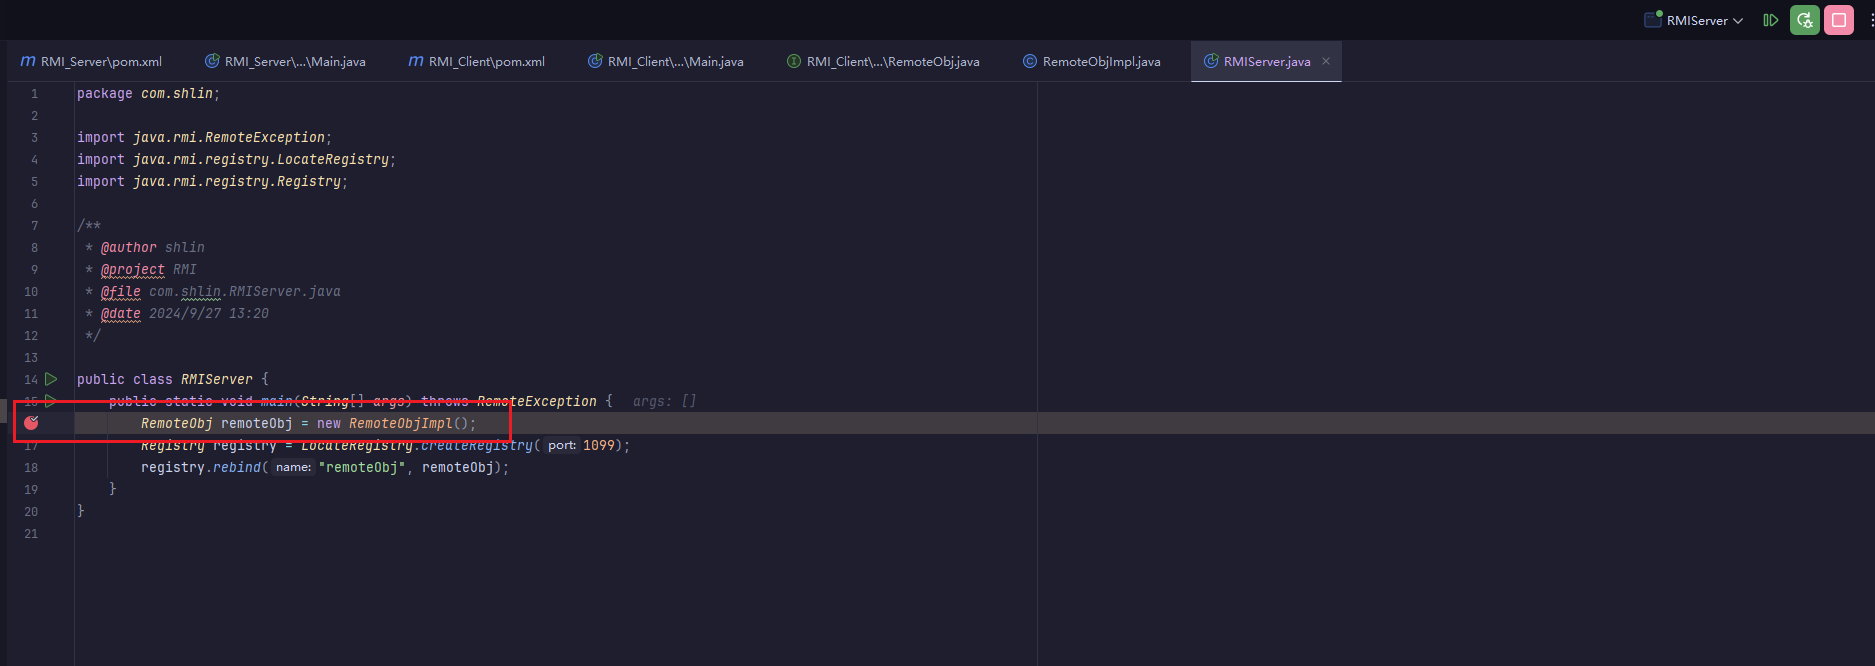 RMIServer
m RMI_Server\pom.xml RMI_Server\...\Main.java m RMI_Client\pom.xml RMI_Client\...\Main.java RMI_Client\...\RemoteObj.java RemoteObjImpl.java RMIServer.java
1 package com.shlin;
2
3 import java.rmi.RemoteException;
4 import java.rmi.registry.LocateRegistry;
5 import java.rmi.registry.Registry;
6
7 /**
8 * @author shlin
9 * @project RMI
10 * @file com.shlin.RMIServer.java
11 * @date 2024/9/27 13:20
12 */
13
14 public class RMIServer {
15 public static void main(String[] args) throws RemoteException { args: []
RemoteObj remoteObj = new RemoteObjImpl();
17 Registry registry = LocateRegistry.createRegistry( port: 1099);
18 registry.rebind( name: "remoteObj", remoteObj);
19 }
20 }
21